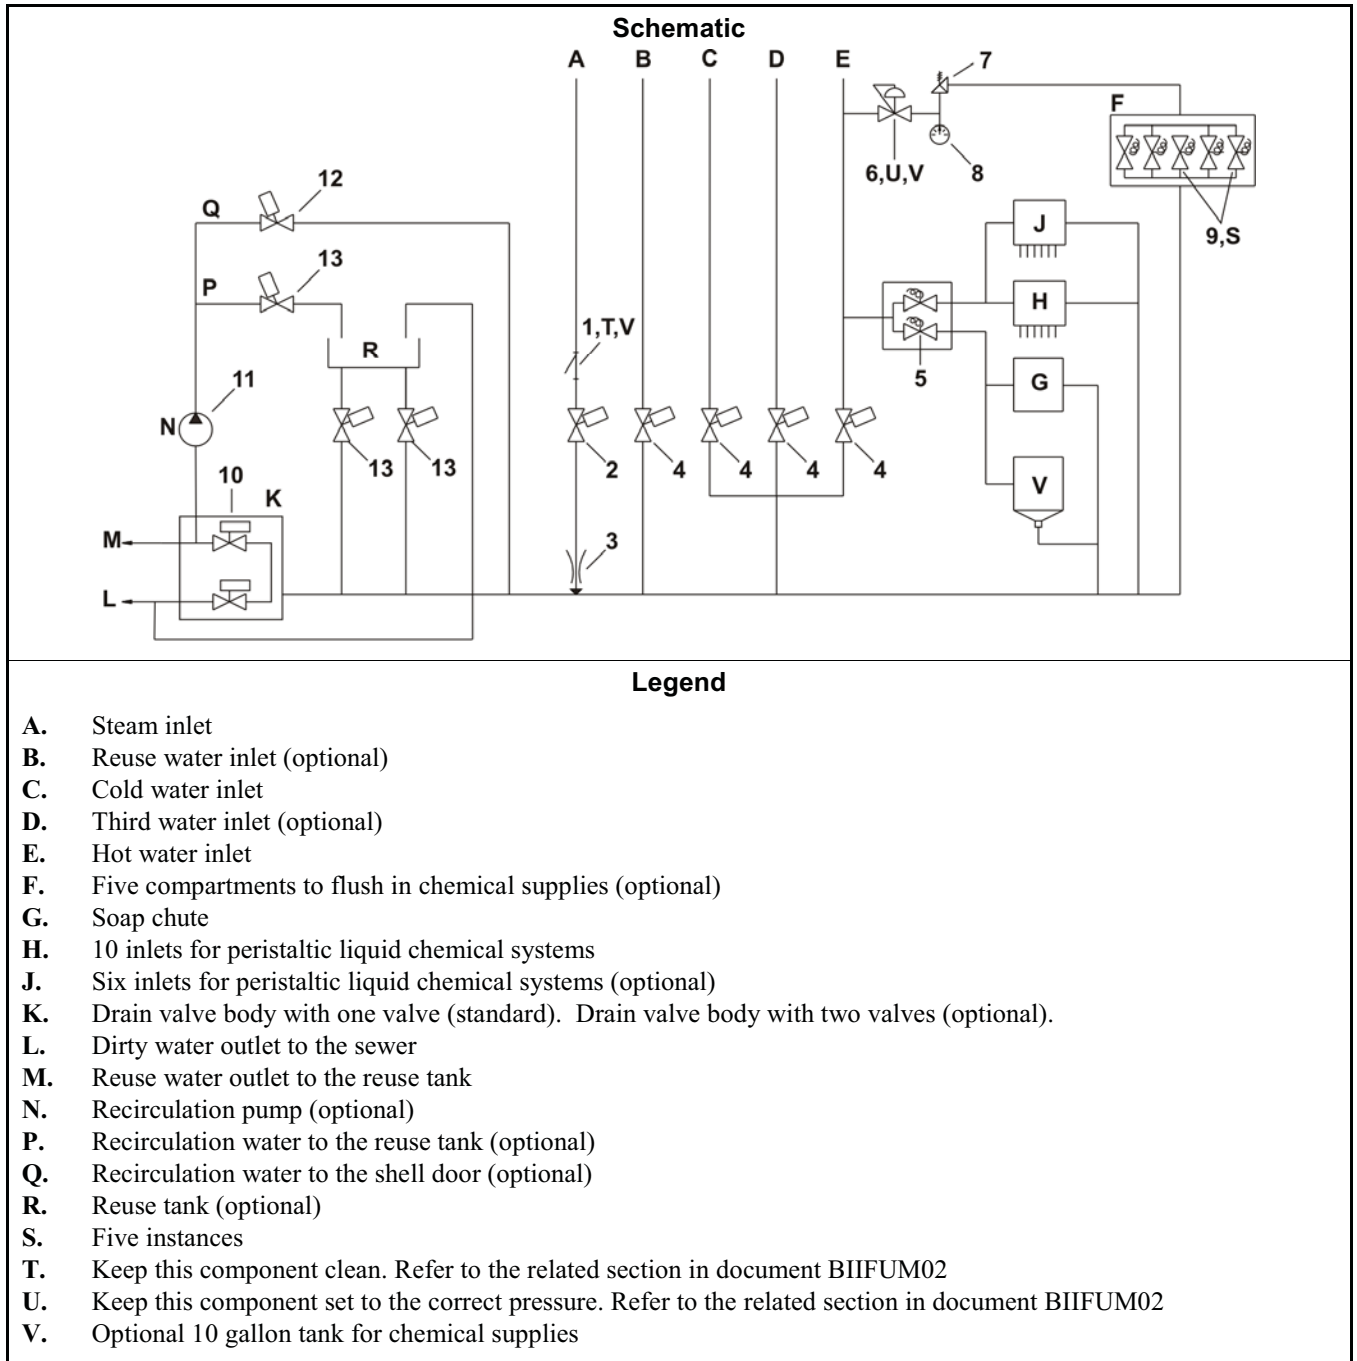 Schematic
A B C D E
7
F
12
6,U,V 8
Q
J
9,S
13
P
H
1,T,V
R
5
11
G
N
13 13 2 4 4 4 4
10
K
V
M
3
L
Legend
A. Steam inlet
B. Reuse water inlet (optional)
C. Cold water inlet
D. Third water inlet (optional)
E. Hot water inlet
F. Five compartments to flush in chemical supplies (optional)
G. Soap chute
H. 10 inlets for peristaltic liquid chemical systems
J. Six inlets for peristaltic liquid chemical systems (optional)
K. Drain valve body with one valve (standard). Drain valve body with two valves (optional).
L. Dirty water outlet to the sewer
M. Reuse water outlet to the reuse tank
N. Recirculation pump (optional)
P. Recirculation water to the reuse tank (optional)
Q. Recirculation water to the shell door (optional)
R. Reuse tank (optional)
S. Five instances
T. Keep this component clean. Refer to the related section in document BIIFUM02
U. Keep this component set to the correct pressure. Refer to the related section in document BIIFUM02
V. Optional 10 gallon tank for chemical supplies